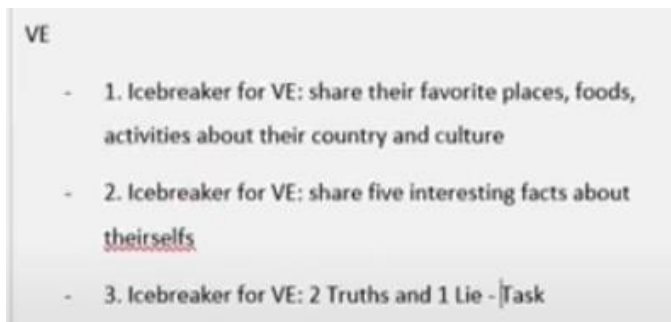 VE
- 1. Icebreaker for VE: share their favorite places, foods,
activities about their country and culture
- 2. Icebreaker for VE: share five interesting facts about
theirselfs
- 3. Icebreaker for VE: 2 Truths and 1 Lie - Task